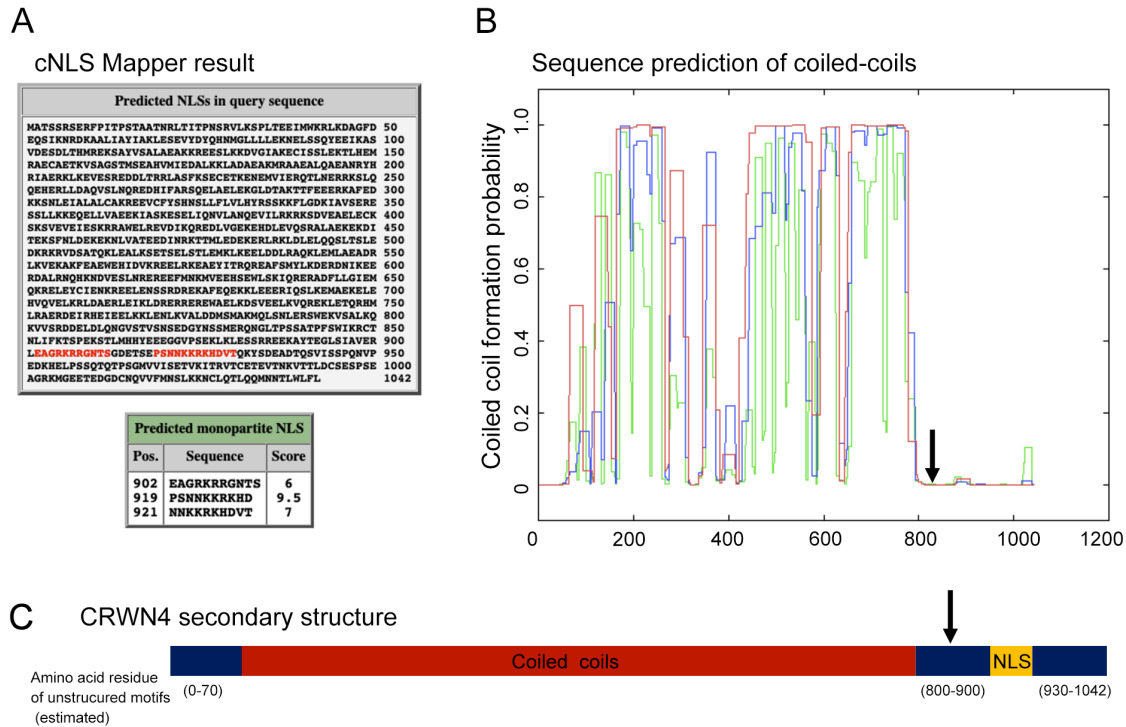 A
cNLS Mapper result
Predicted NLSs in query sequence
MATSSRSERFPITPSTAATNRLTITPNSRVLKSPLTEEIMWKRLKDAGFD 50
EQSIKNRDKAALIAYIAKLESEVYDYQHNMGLLLLEKNELSSQYEEIKAS 100
VDESDLTHMREKSAYVSALAEAKKREESLKKDVGIAKECISSLEKTLHEM 150
RAECAETKVSAGSTMSEAHVMIEDALKKLADAEAKMRAAEALQAEANRYH 200
RIAERKLKEVESREDDLTRRLASFKSECETKENEMVIERQTLNERRKSLQ 250
QEHERLLDAQVSLNQREDHIFARSQELAELEKGLDTAKTTFEEERKAFED 300
KKSNLEIALALCAKREEVCFYSHNSLLFLVLHYRSSKKFLGDKIAVSERE 350
SSLLKKEQELLVAEEKIASKESELIQNVLANQEVILRKRKSDVEAELECK 400
SKSVEVEIESKRRAWELREVDIKQREDLVGEKEHDLEVQSRALAEKEKDI 450
TEKSFNLDEKEKNLVATEEDINRKTTMLEDEKERLRKLDLELQQSLTSLE 500
DKRKRVDSATQKLEALKSETSELSTLEMKLKEELDDLRAQKLEMLAEADR 550
LKVEKAKFEAEWEHIDVKREELRKEAEYITRQREAFSMYLKDERDNIKEE 600
RDALRNQHKNDVESLNREREEFMNKMVEEHSEWLSKIQRERADFLLGIEM 650
QKRELEYCIENKREELENSSRDREKAFEQEKKLEEERIQSLKEMAEKELE 700
HVQVELKRLDAERLEIKLDRERREREWAELKDSVEELKVQREKLETQRHM 750
LRAERDEIRHEIEELKKLENLKVALDDMSMAKMQLSNLERSWEKVSALKQ 800
KVVSRDDELDLQNGVSTVSNSEDGYNSSMERQNGLTPSSATPFSWIKRCT 850
NLIFKTSPEKSTLMHHYEEEGGVPSEKLKLESSRREEKAYTEGLSIAVER 900
LEAGRKRRGNTSGDETSEPSNNKKRKHDVTQKYSDEADTQSVISSPQNVP 950
EDKHELPSSQTQTPSGMVVISETVKITRVTCETEVTNKVTTLDCSESPSE 1000
AGRKMGEETEDGDCNQVVFMNSLKKNCLQTLQQMNNTLWLFL 1042
Predicted monopartite NLS
Pos. Sequence Score
902 EAGRKRRGNTS 6
919 PSNNKKRKHD 9.5
921 NNKKRKHDVT 7
B
Sequence prediction of coiled-coils
Coiled coil formation probability
1.0
0.8
0.6
0.4
0.2
0
0 200 400 600 800 1000 1200
C
CRWN4 secondary structure
Coiled coils
NLS
Amino acid residue
of unstrucured motifs
(estimated)
(0-70)
(800-900)
(930-1042)